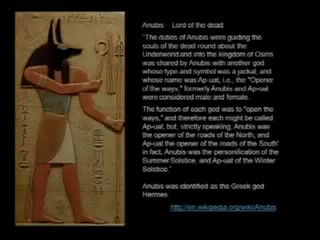 Anubis - Lord of the dead:
"The duties of Anubis were guiding the
souls of the dead round about the
Underworld and into the kingdom of Osiris
was shared by Anubis with another god
whose type and symbol was a jackal, and
whose name was Ap-uat, i.e., the "Opener
of the ways," formerly Anubis and Ap-uat
were considered male and female.
The function of each god was to "open the
ways," and therefore each might be called
Ap-uat, but, strictly speaking, Anubis was
the opener of the roads of the North, and
Ap-uat the opener of the roads of the South'
in fact, Anubis was the personification of the
Summer Solstice, and Ap-uat of the Winter
Solstice."
Anubis was identified as the Greek god
Hermes
http://en.wikipedia.org/wiki/Anubis